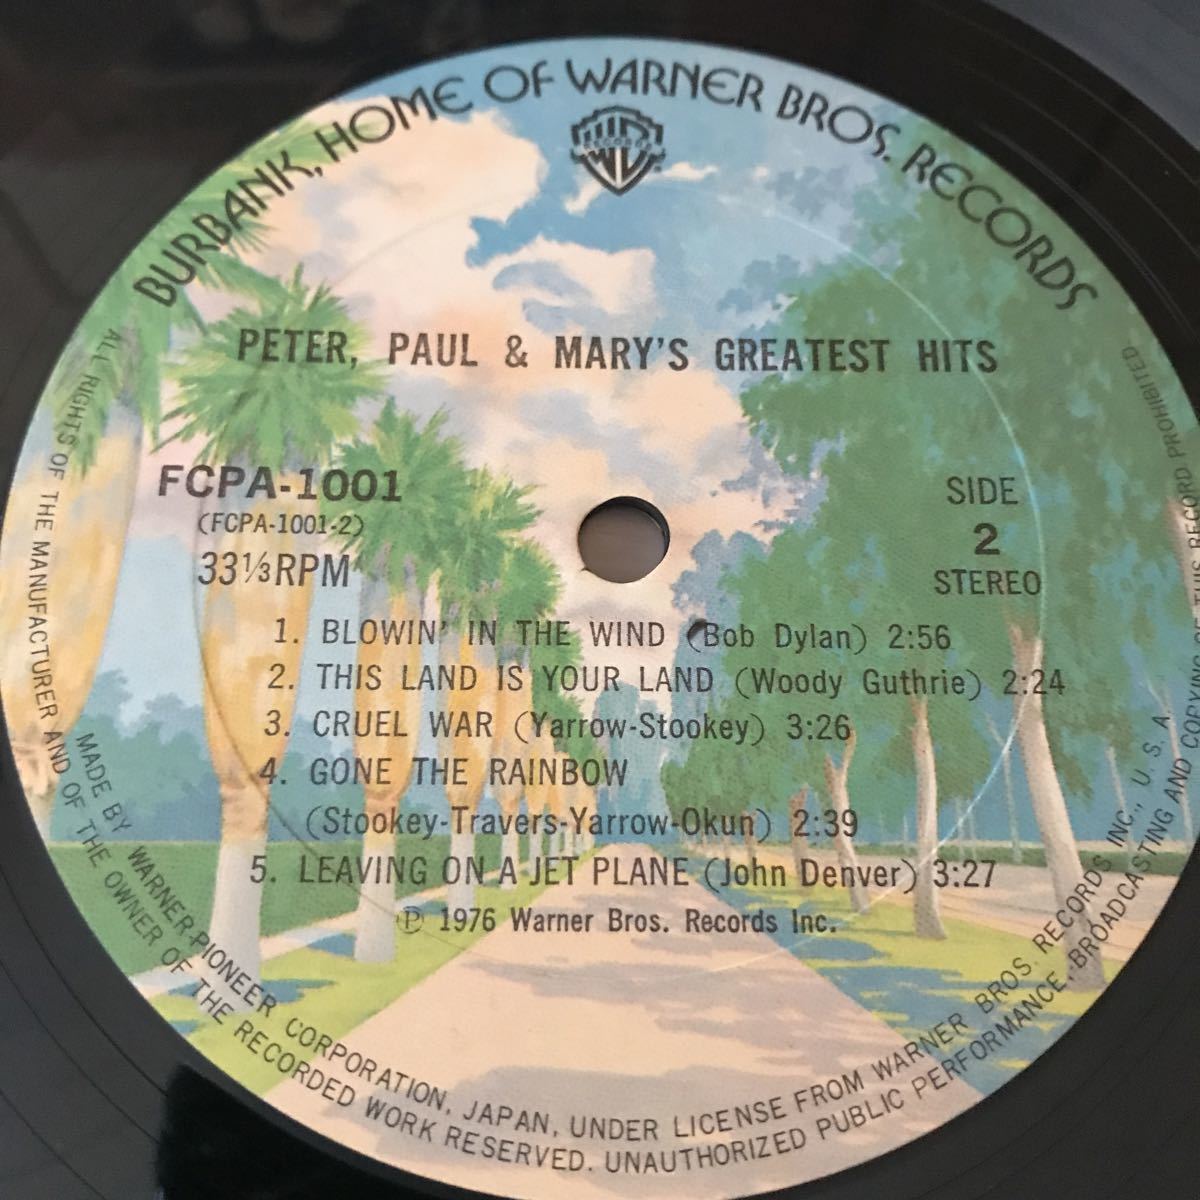 BURBANK, HOME OF WARNER BROS. RECORDS
RECORDS
PETER, PAUL & MARY'S GREATEST HITS
FCPA-1001
(FCPA-1001-2)
33⅓RPM
SIDE
2
STEREO
1. BLOWIN' IN THE WIND (Bob Dylan) 2:56
2. THIS LAND IS YOUR LAND (Woody Guthrie) 2:24
3. CRUEL WAR (Yarrow-Stookey) 3:26
4. GONE THE RAINBOW
(Stookey-Travers-Yarrow-Okun) 2:39
5. LEAVING ON A JET PLANE (John Denver) 3:27
℗ 1976 Warner Bros. Records Inc.
MADE BY WARNER-PIONEER CORPORATION, JAPAN, UNDER LICENSE FROM WARNER BROS. RECORDS INC., U. S. A.
ALL RIGHTS OF THE MANUFACTURER AND OF THE OWNER OF THE RECORDED WORK RESERVED. UNAUTHORIZED PUBLIC PERFORMANCE, BROADCASTING AND COPYING OF THIS RECORD PROHIBITED